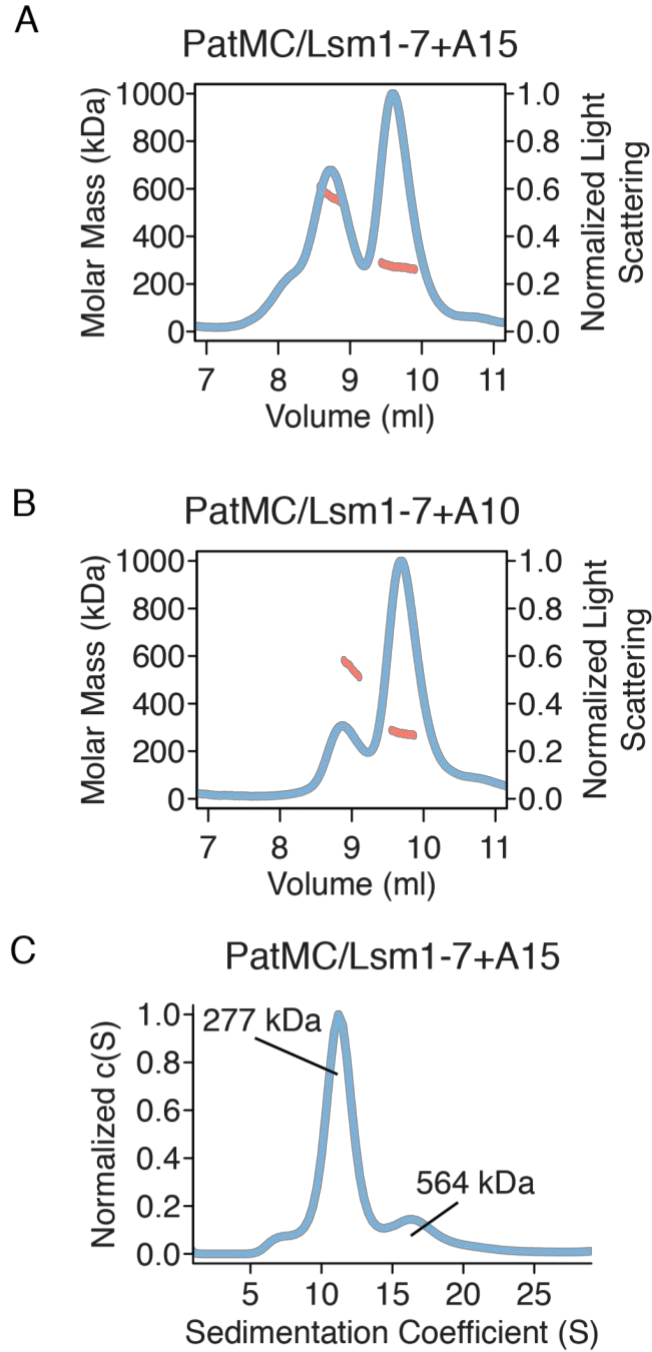 A
PatMC/Lsm1-7+A15
Molar Mass (kDa)
1000
800
600
400
200
0
1.0
0.8
0.6
0.4
0.2
0.0
Normalized Light
Scattering
7 8 9 10 11
Volume (ml)
B
PatMC/Lsm1-7+A10
Molar Mass (kDa)
1000
800
600
400
200
0
1.0
0.8
0.6
0.4
0.2
0.0
Normalized Light
Scattering
7 8 9 10 11
Volume (ml)
C
PatMC/Lsm1-7+A15
Normalized c(S)
1.0
0.8
0.6
0.4
0.2
0.0
277 kDa
564 kDa
5 10 15 20 25
Sedimentation Coefficient (S)